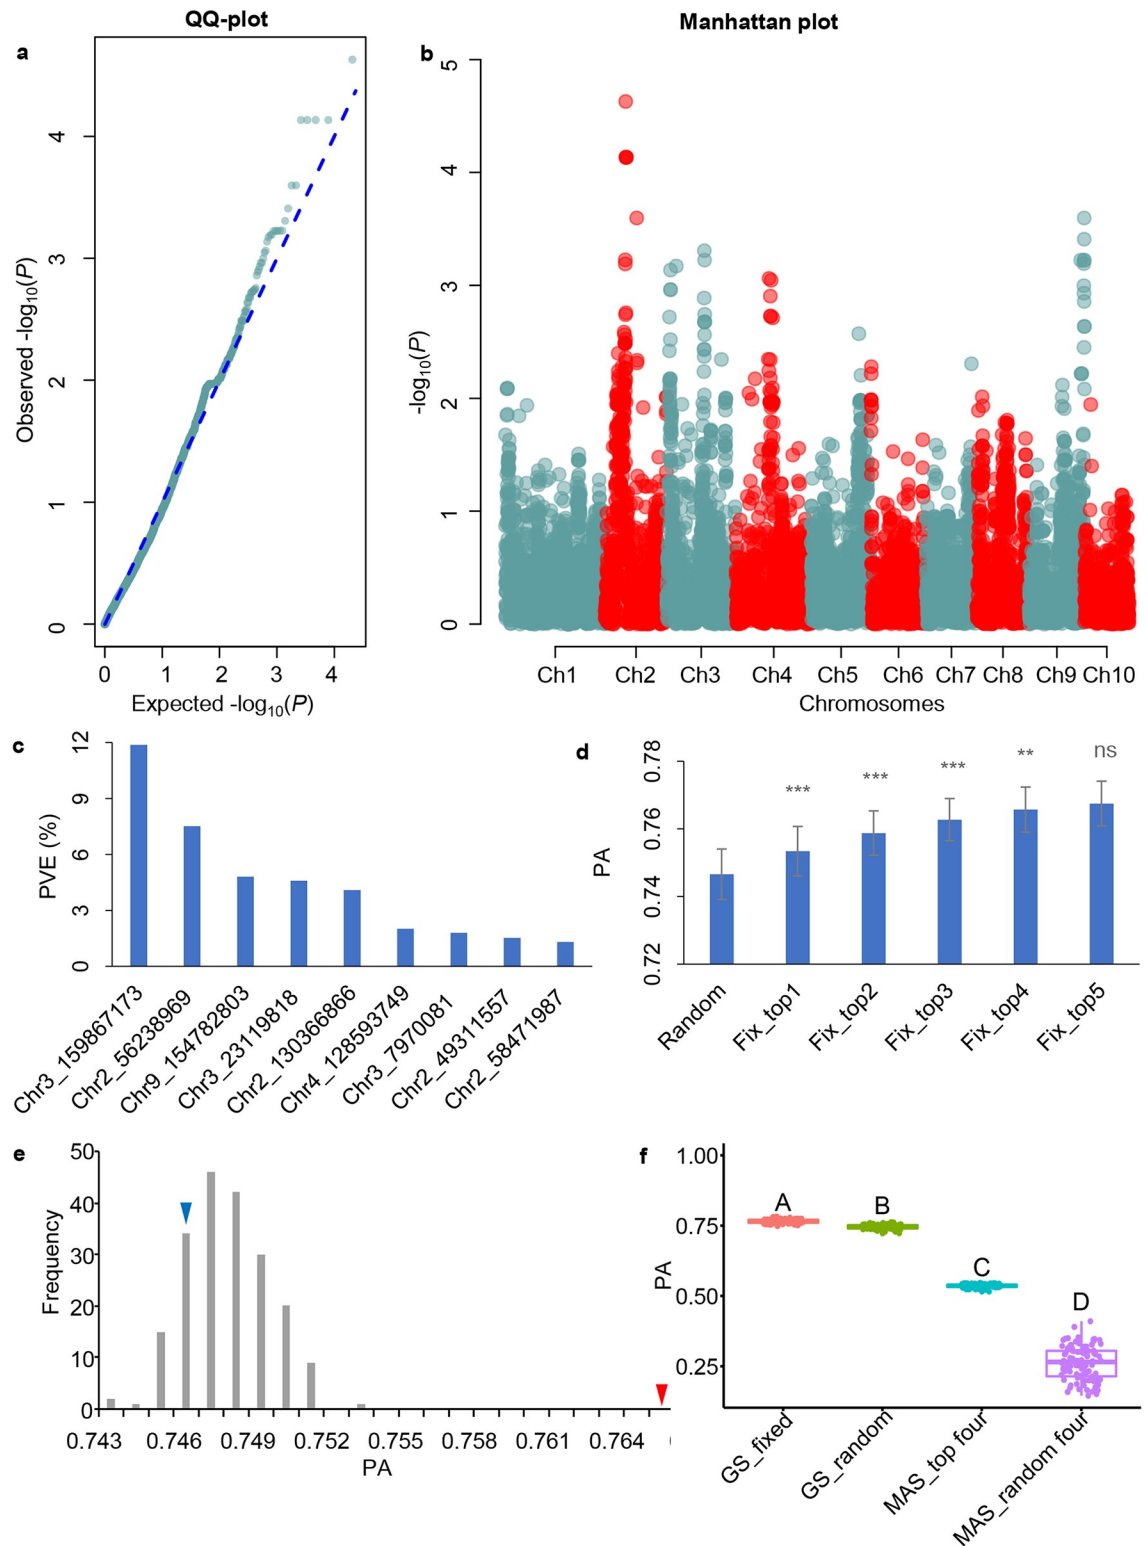 QQ-plot
a
Observed -log10(P)
4
3
2
1
0
0 1 2 3 4
Expected -log10(P)
Manhattan plot
b
-log10(P)
5
4
3
2
1
0
Ch1 Ch2 Ch3 Ch4 Ch5 Ch6 Ch7 Ch8 Ch9 Ch10
Chromosomes
c
PVE (%)
12
9
6
3
0
Chr3_159867173
Chr2_56238969
Chr9_154782803
Chr3_23119818
Chr2_130366866
Chr4_128593749
Chr3_7970081
Chr2_49311557
Chr2_58471987
d
PA
0.78
0.76
0.74
0.72
*** *** *** ** ns
Random
Fix_top1
Fix_top2
Fix_top3
Fix_top4
Fix_top5
e
Frequency
50
40
30
20
10
0
0.743 0.746 0.749 0.752 0.755 0.758 0.761 0.764
PA
f
PA
1.00
0.75
0.50
0.25
A
B
C
D
GS_fixed
GS_random
MAS_top four
MAS_random four